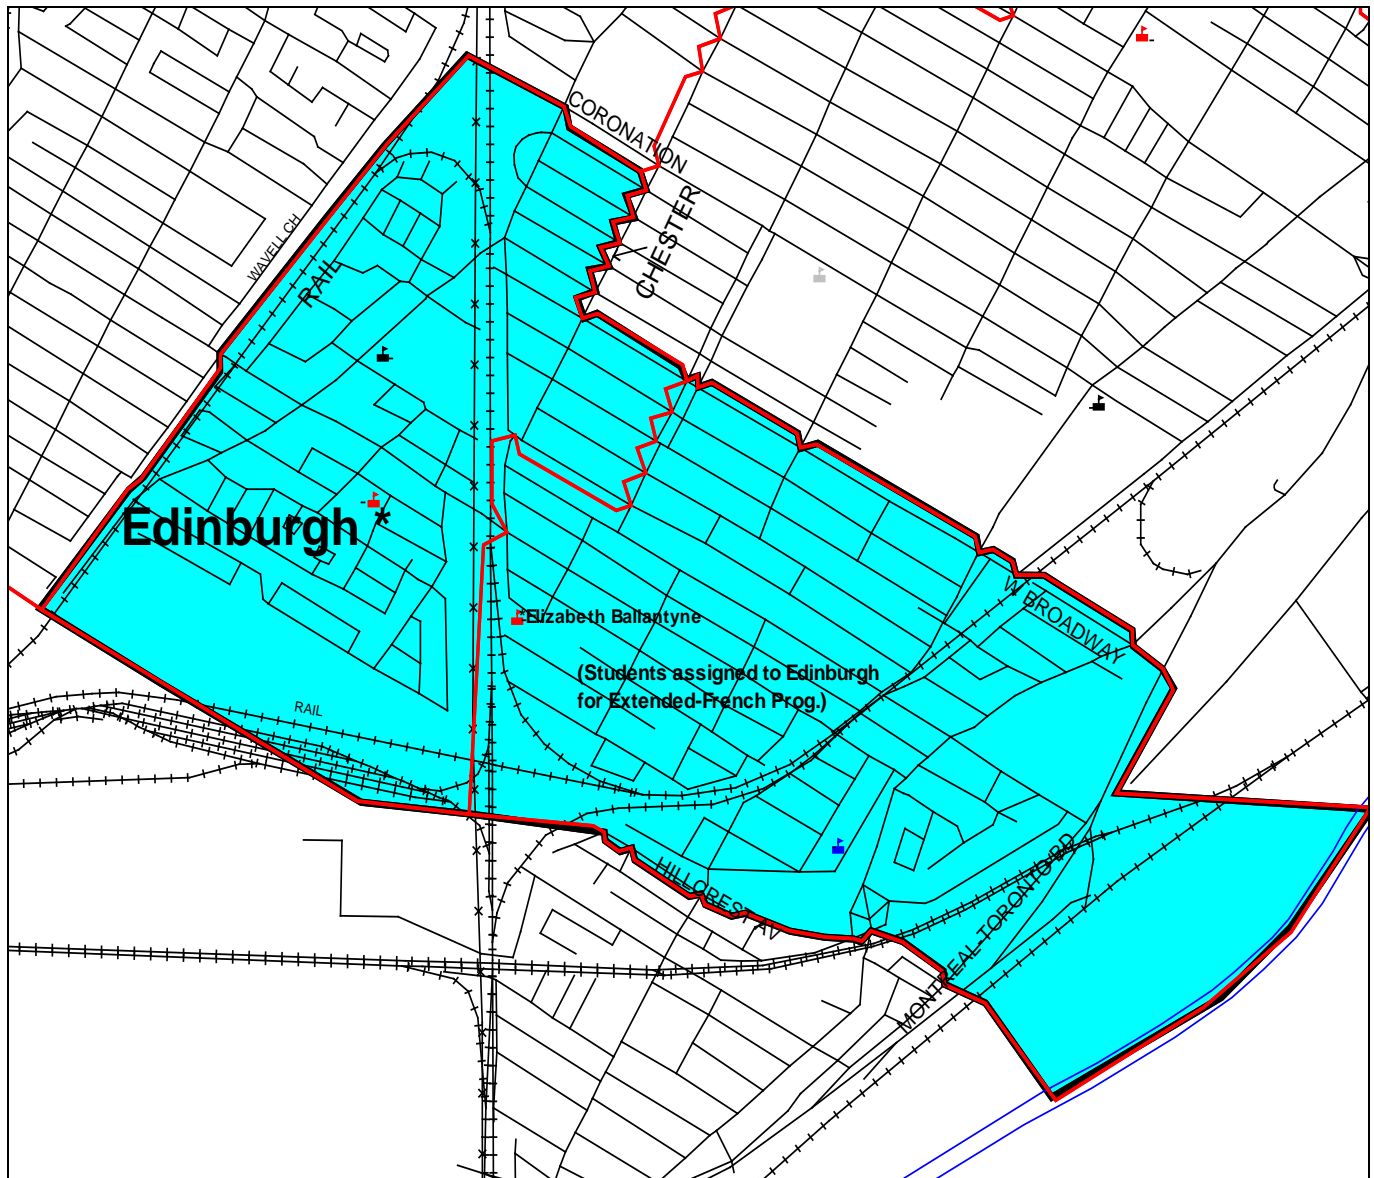 CORONATION
CHESTER
WAVELL CH
RAIL
Edinburgh *
*Elizabeth Ballantyne
W BROADWAY
(Students assigned to Edinburgh
for Extended-French Prog.)
RAIL
HILLCREST AV
MONTREAL-TORONTO RD